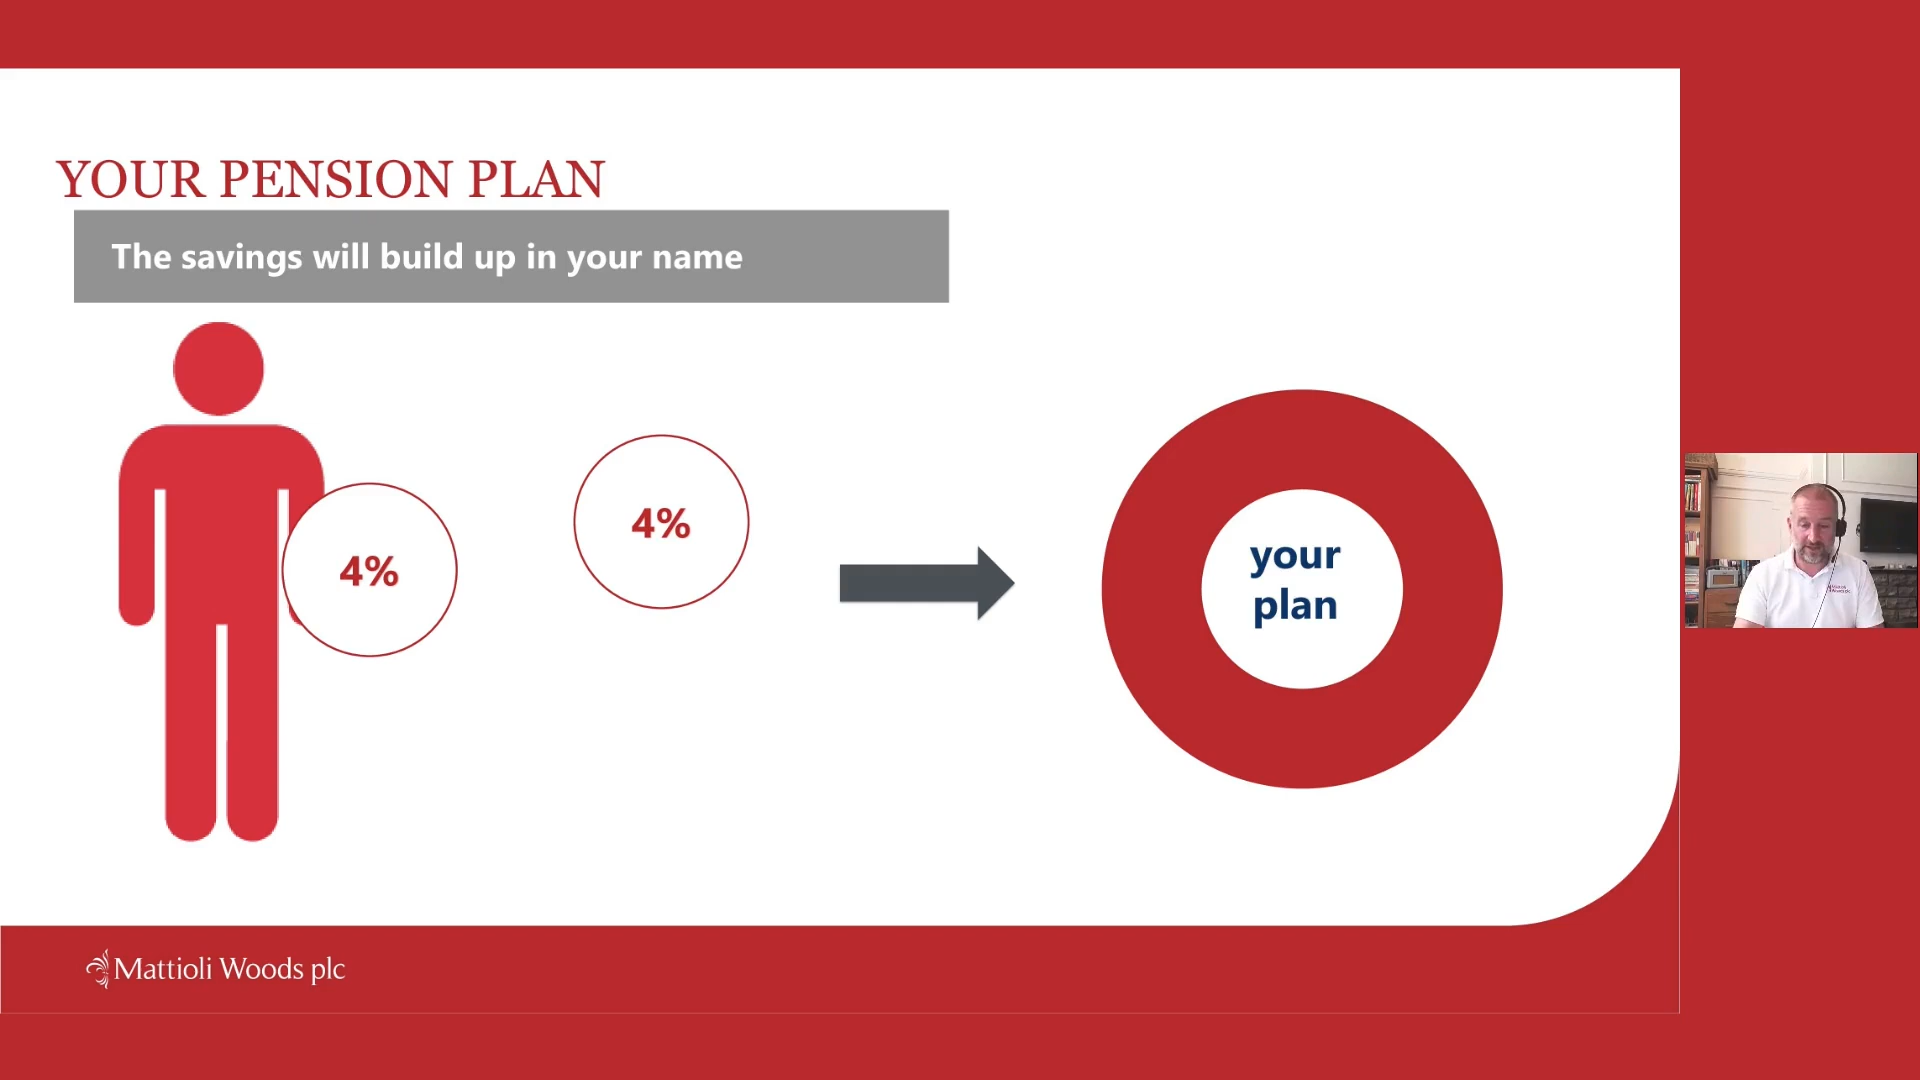 YOUR PENSION PLAN
The savings will build up in your name
4%
4%
your
plan
Mattioli Woods plc